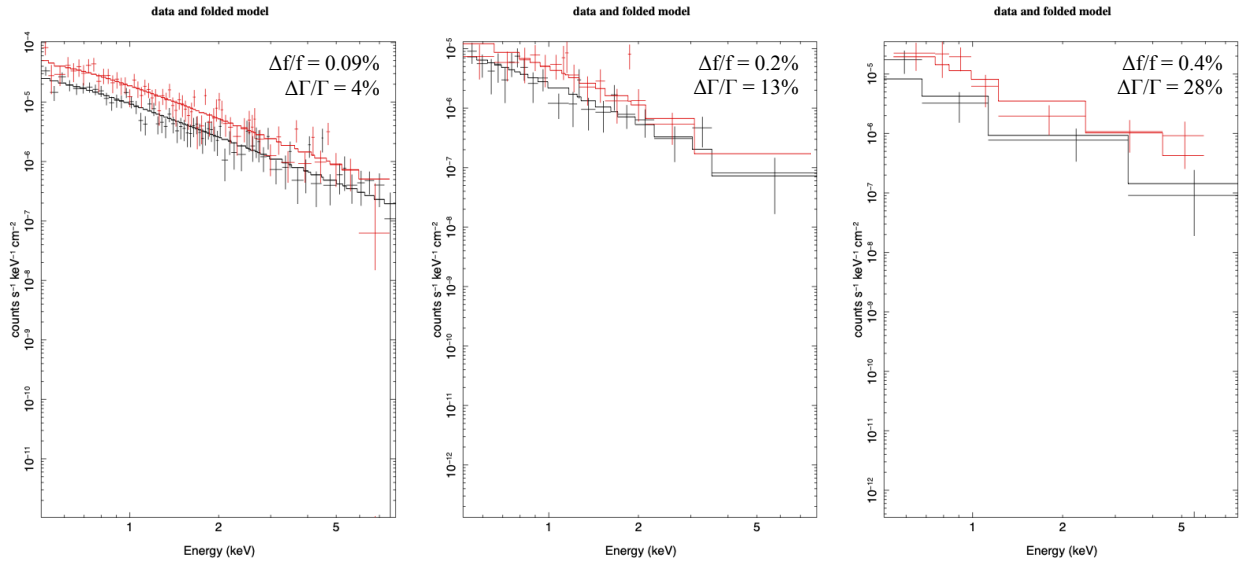 data and folded model
Δf/f = 0.09%
ΔΓ/Γ = 4%
counts s⁻¹ keV⁻¹ cm⁻²
10⁻⁴
10⁻⁵
10⁻⁶
10⁻⁷
10⁻⁸
10⁻⁹
10⁻¹⁰
10⁻¹¹
1
2
5
Energy (keV)
data and folded model
Δf/f = 0.2%
ΔΓ/Γ = 13%
counts s⁻¹ keV⁻¹ cm⁻²
10⁻⁵
10⁻⁶
10⁻⁷
10⁻⁸
10⁻⁹
10⁻¹⁰
10⁻¹¹
10⁻¹²
1
2
5
Energy (keV)
data and folded model
Δf/f = 0.4%
ΔΓ/Γ = 28%
counts s⁻¹ keV⁻¹ cm⁻²
10⁻⁵
10⁻⁶
10⁻⁷
10⁻⁸
10⁻⁹
10⁻¹⁰
10⁻¹¹
10⁻¹²
1
2
5
Energy (keV)